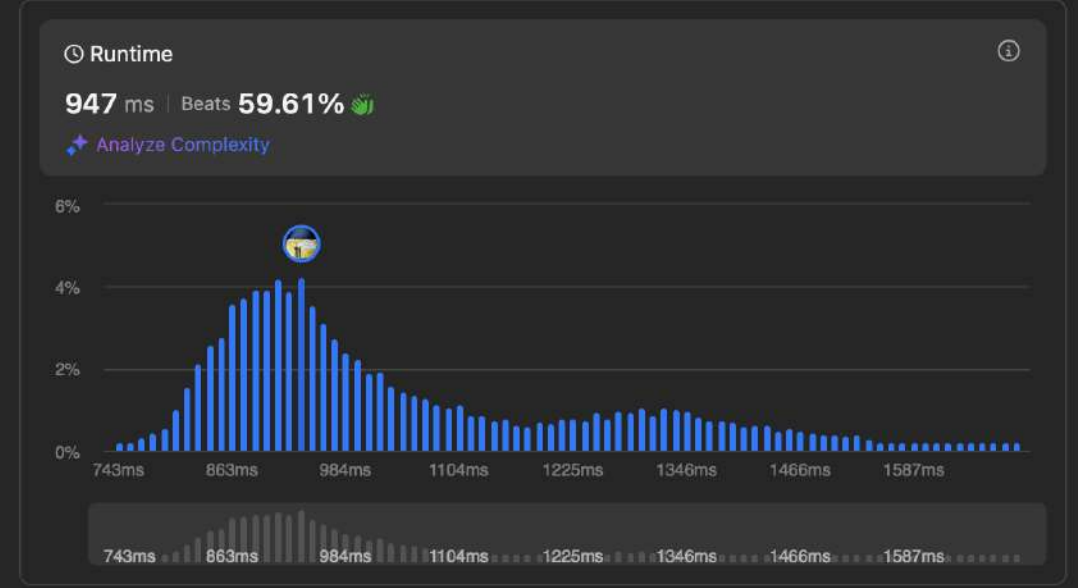 Runtime
947 ms | Beats 59.61%
Analyze Complexity
6%
4%
2%
0%
743ms 863ms 984ms 1104ms 1225ms 1346ms 1466ms 1587ms
743ms 863ms 984ms 1104ms 1225ms 1346ms 1466ms 1587ms